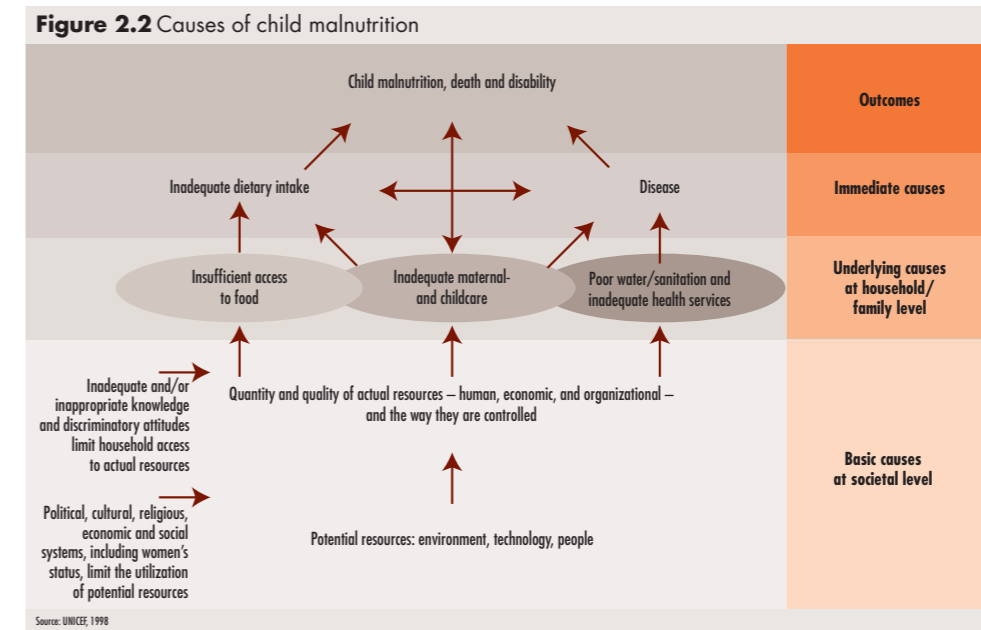 Figure 2.2 Causes of child malnutrition
Child malnutrition, death and disability
Outcomes
Inadequate dietary intake
Disease
Immediate causes
Insufficient access
to food
Inadequate maternal-
and childcare
Poor water/sanitation and
inadequate health services
Underlying causes
at household/
family level
Inadequate and/or
inappropriate knowledge
and discriminatory attitudes
limit household access
to actual resources
Quantity and quality of actual resources – human, economic, and organizational –
and the way they are controlled
Basic causes
at societal level
Political, cultural, religious,
economic and social
systems, including women's
status, limit the utilization
of potential resources
Potential resources: environment, technology, people
Source: UNICEF, 1998